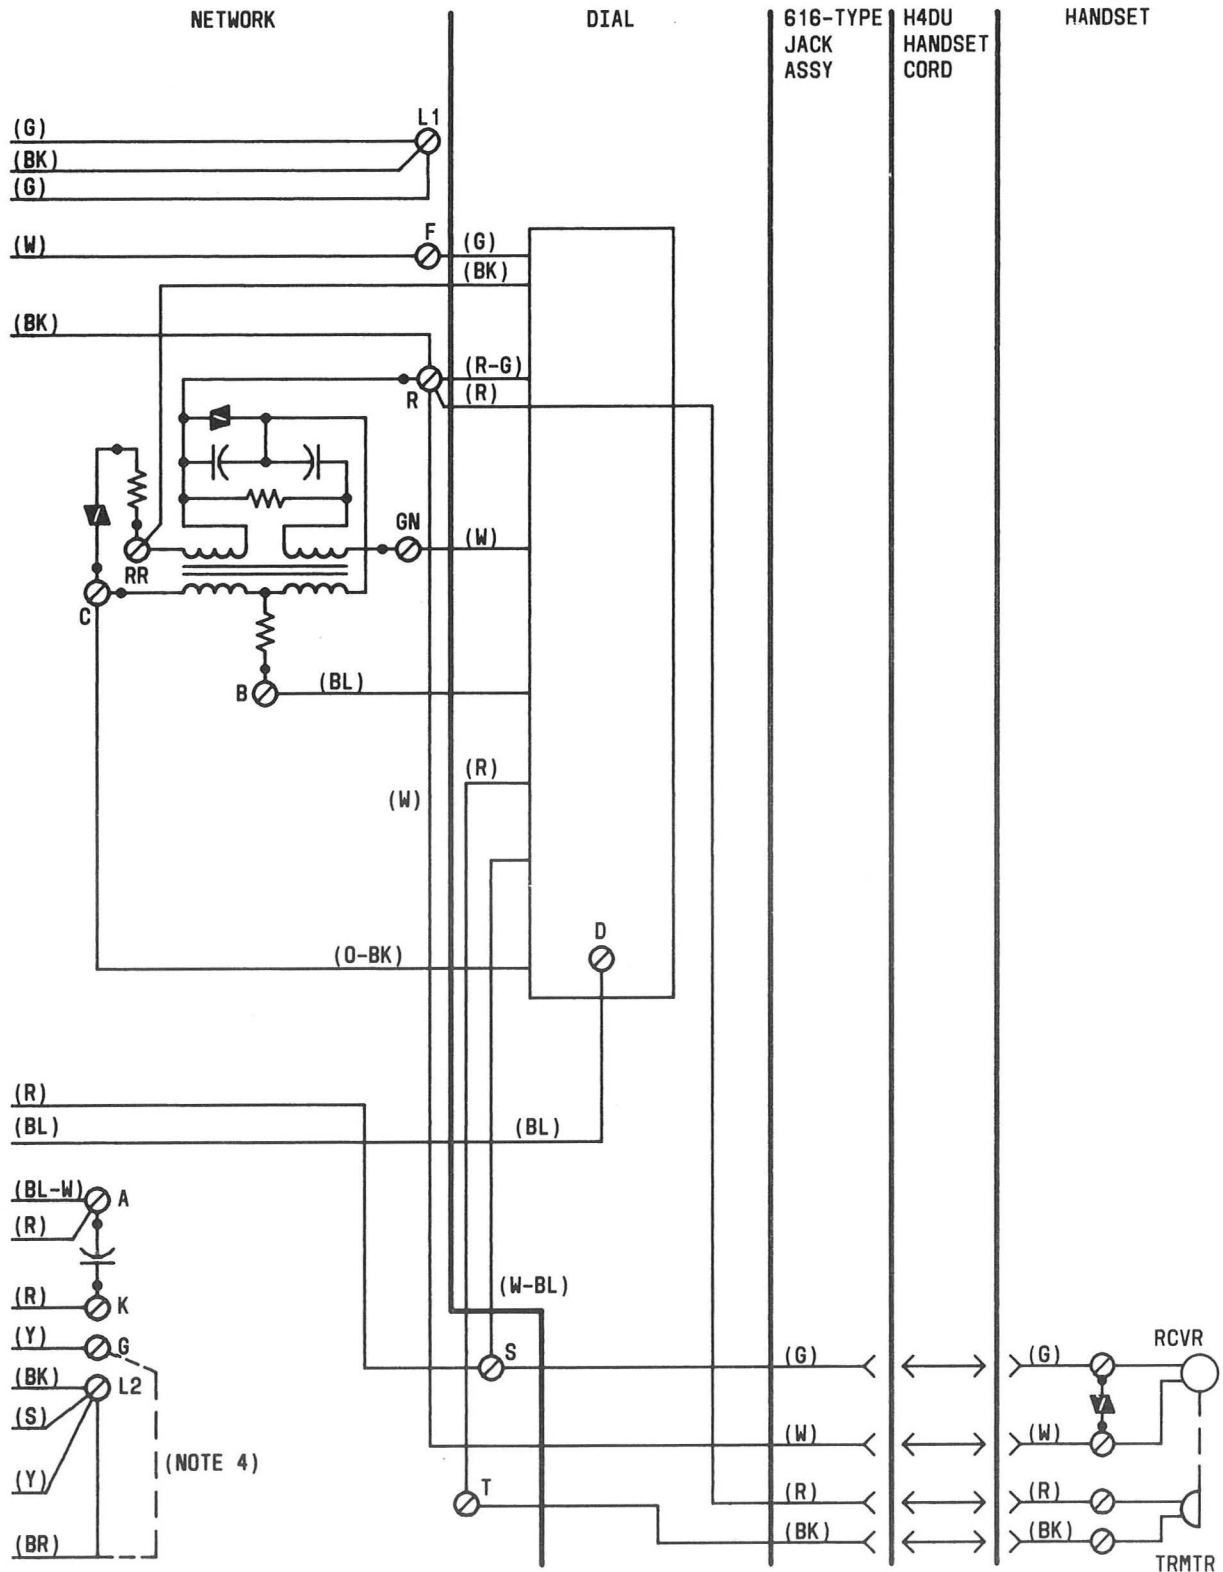 NETWORK
DIAL
616-TYPE
JACK
ASSY
H4DU
HANDSET
CORD
HANDSET
L1
(G)
(BK)
(G)
F
(W)
(G)
(BK)
(BK)
(R-G)
R
(R)
GN
(W)
RR
C
B
(BL)
(R)
(W)
D
(O-BK)
(R)
(BL)
(BL)
(BL-W)
A
(R)
(W-BL)
(R)
K
(Y)
G
S
(G)
(G)
RCVR
(BK)
L2
(S)
(W)
(W)
(NOTE 4)
(Y)
T
(R)
(R)
(BK)
(BK)
(BR)
TRMTR